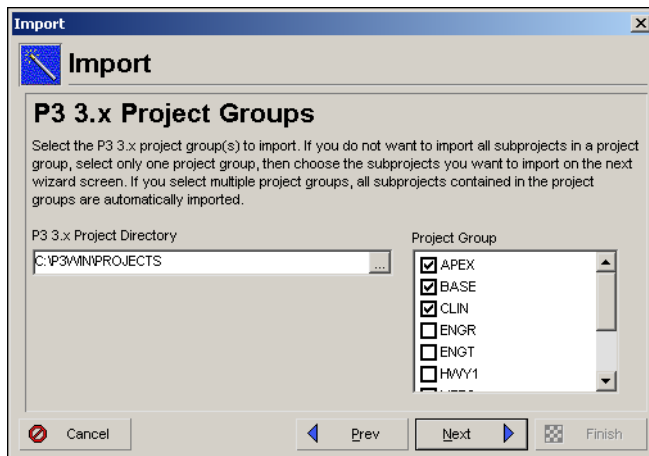 Import
Import
P3 3.x Project Groups
Select the P3 3.x project group(s) to import. If you do not want to import all subprojects in a project
group, select only one project group, then choose the subprojects you want to import on the next
wizard screen. If you select multiple project groups, all subprojects contained in the project
groups are automatically imported.
P3 3.x Project Directory
C:\P3WIN\PROJECTS
...
Project Group
APEX
BASE
CLIN
ENGR
ENGT
HWY1
Cancel
Prev
Next
Finish